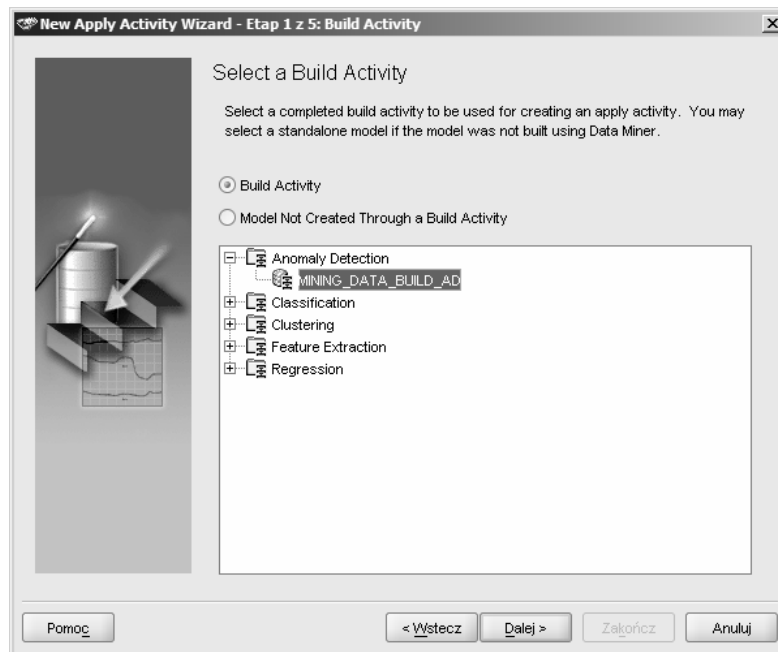 New Apply Activity Wizard - Etap 1 z 5: Build Activity
Select a Build Activity
Select a completed build activity to be used for creating an apply activity. You may
select a standalone model if the model was not built using Data Miner.
Build Activity
Model Not Created Through a Build Activity
Anomaly Detection
MINING_DATA_BUILD_AD
Classification
Clustering
Feature Extraction
Regression
Pomoc
< Wstecz
Dalej >
Zakończ
Anuluj